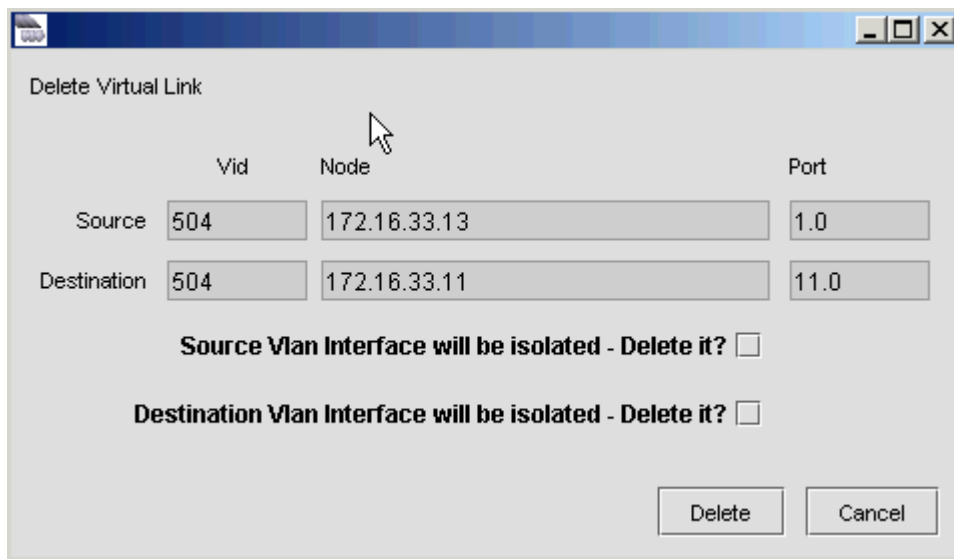 Delete Virtual Link
Vid Node Port
Source 504 172.16.33.13 1.0
Destination 504 172.16.33.11 11.0
Source Vlan Interface will be isolated - Delete it?
Destination Vlan Interface will be isolated - Delete it?
Delete Cancel